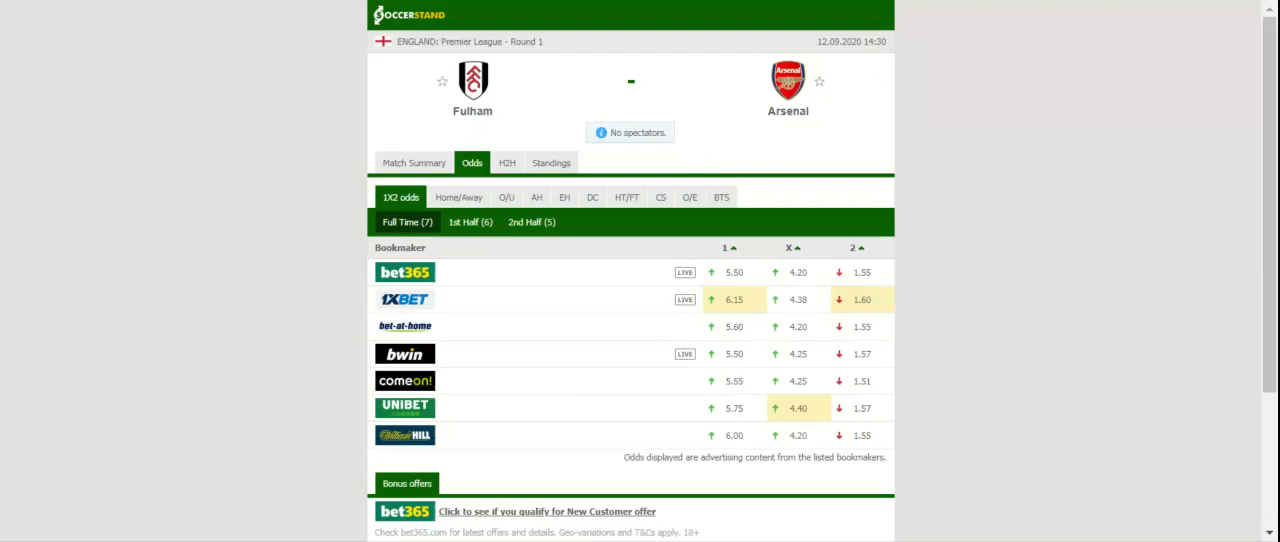 SOCCERSTAND
ENGLAND: Premier League - Round 1 12.09.2020 14:30
Arsenal
-
Fulham Arsenal
No spectators.
Match Summary Odds H2H Standings
1X2 odds Home/Away O/U AH EH DC HT/FT CS O/E BTS
Full Time (7) 1st Half (6) 2nd Half (5)
Bookmaker 1 X 2
bet365 LIVE 5.50 4.20 1.55
1XBET LIVE 6.15 4.38 1.60
bet-at-home 5.60 4.20 1.55
bwin LIVE 5.50 4.25 1.57
comeon! 5.55 4.25 1.51
UNIBET 5.75 4.40 1.57
William HILL 6.00 4.20 1.55
Odds displayed are advertising content from the listed bookmakers.
Bonus offers
bet365 Click to see if you qualify for New Customer offer
Check bet365.com for latest offers and details. Geo-variations and T&Cs apply. 18+